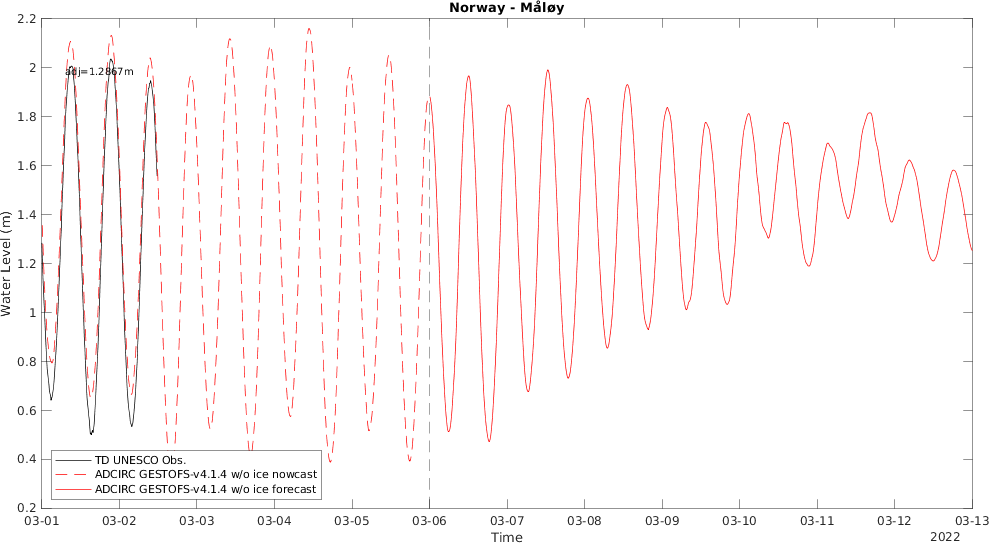 Norway - Måløy
Water Level (m)
2.2
2
1.8
1.6
1.4
1.2
1
0.8
0.6
0.4
0.2
adj=1.2867m
TD UNESCO Obs.
ADCIRC GESTOFS-v4.1.4 w/o ice nowcast
ADCIRC GESTOFS-v4.1.4 w/o ice forecast
03-01 03-02 03-03 03-04 03-05 03-06 03-07 03-08 03-09 03-10 03-11 03-12 03-13
Time
2022